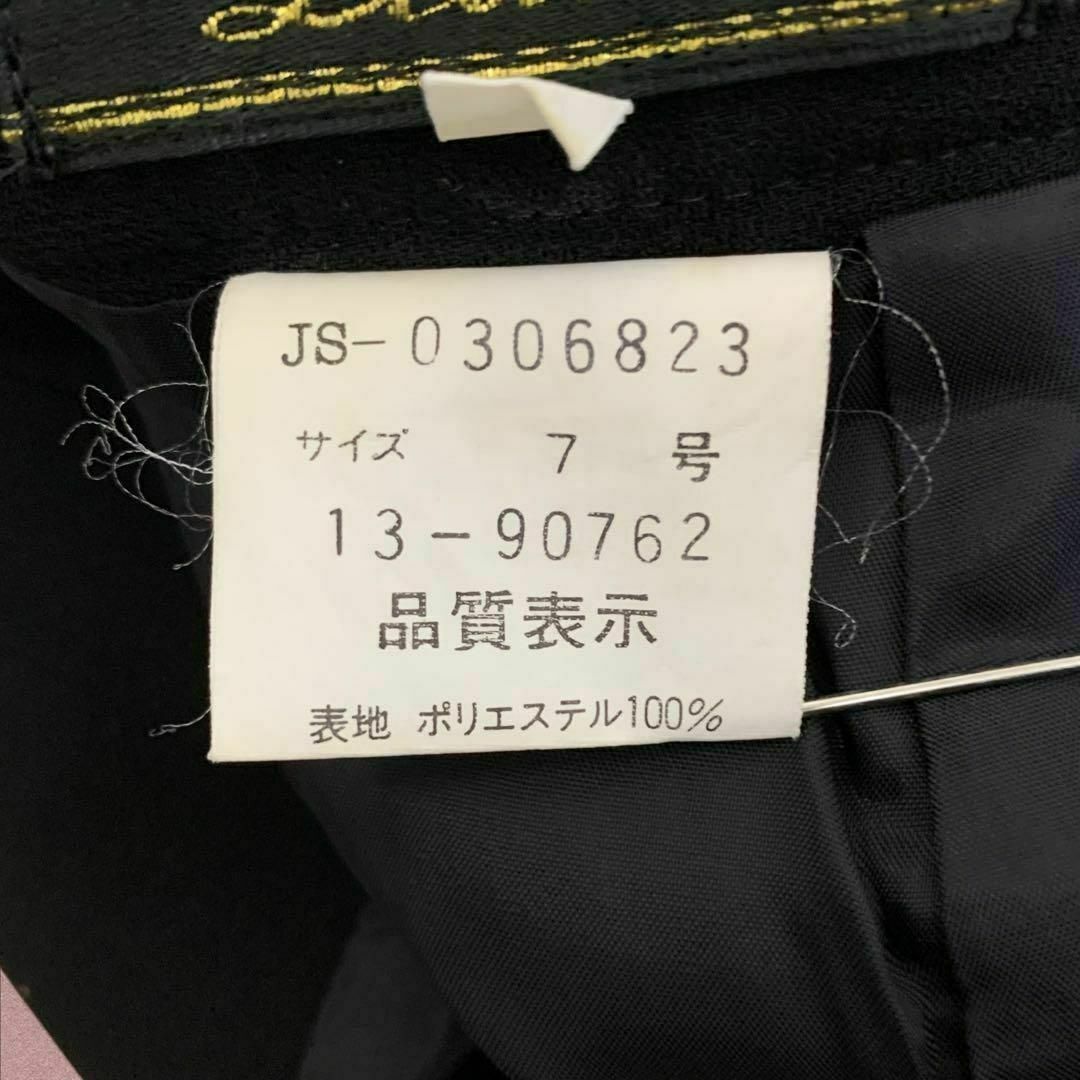 JS-0306823
サイズ 7 号
13-90762
品質表示
表地 ポリエステル100%